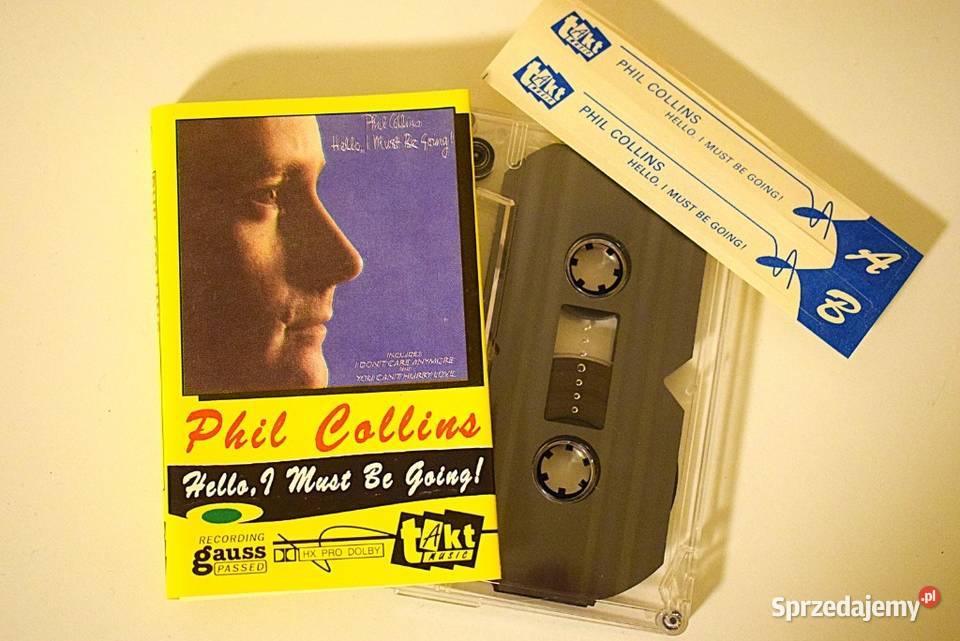 Phil Collins
Hello, I Must Be Going!
INCLUDES
I DON'T CARE ANYMORE
AND
YOU CAN'T HURRY LOVE
Phil Collins
Hello, I Must Be Going!
RECORDING
gauss
PASSED
HX PRO DOLBY
tAkt
MUSIC
tAkt
MUSIC
PHIL COLLINS
HELLO, I MUST BE GOING!
A
tAkt
MUSIC
PHIL COLLINS
HELLO, I MUST BE GOING!
B
Sprzedajemy.pl